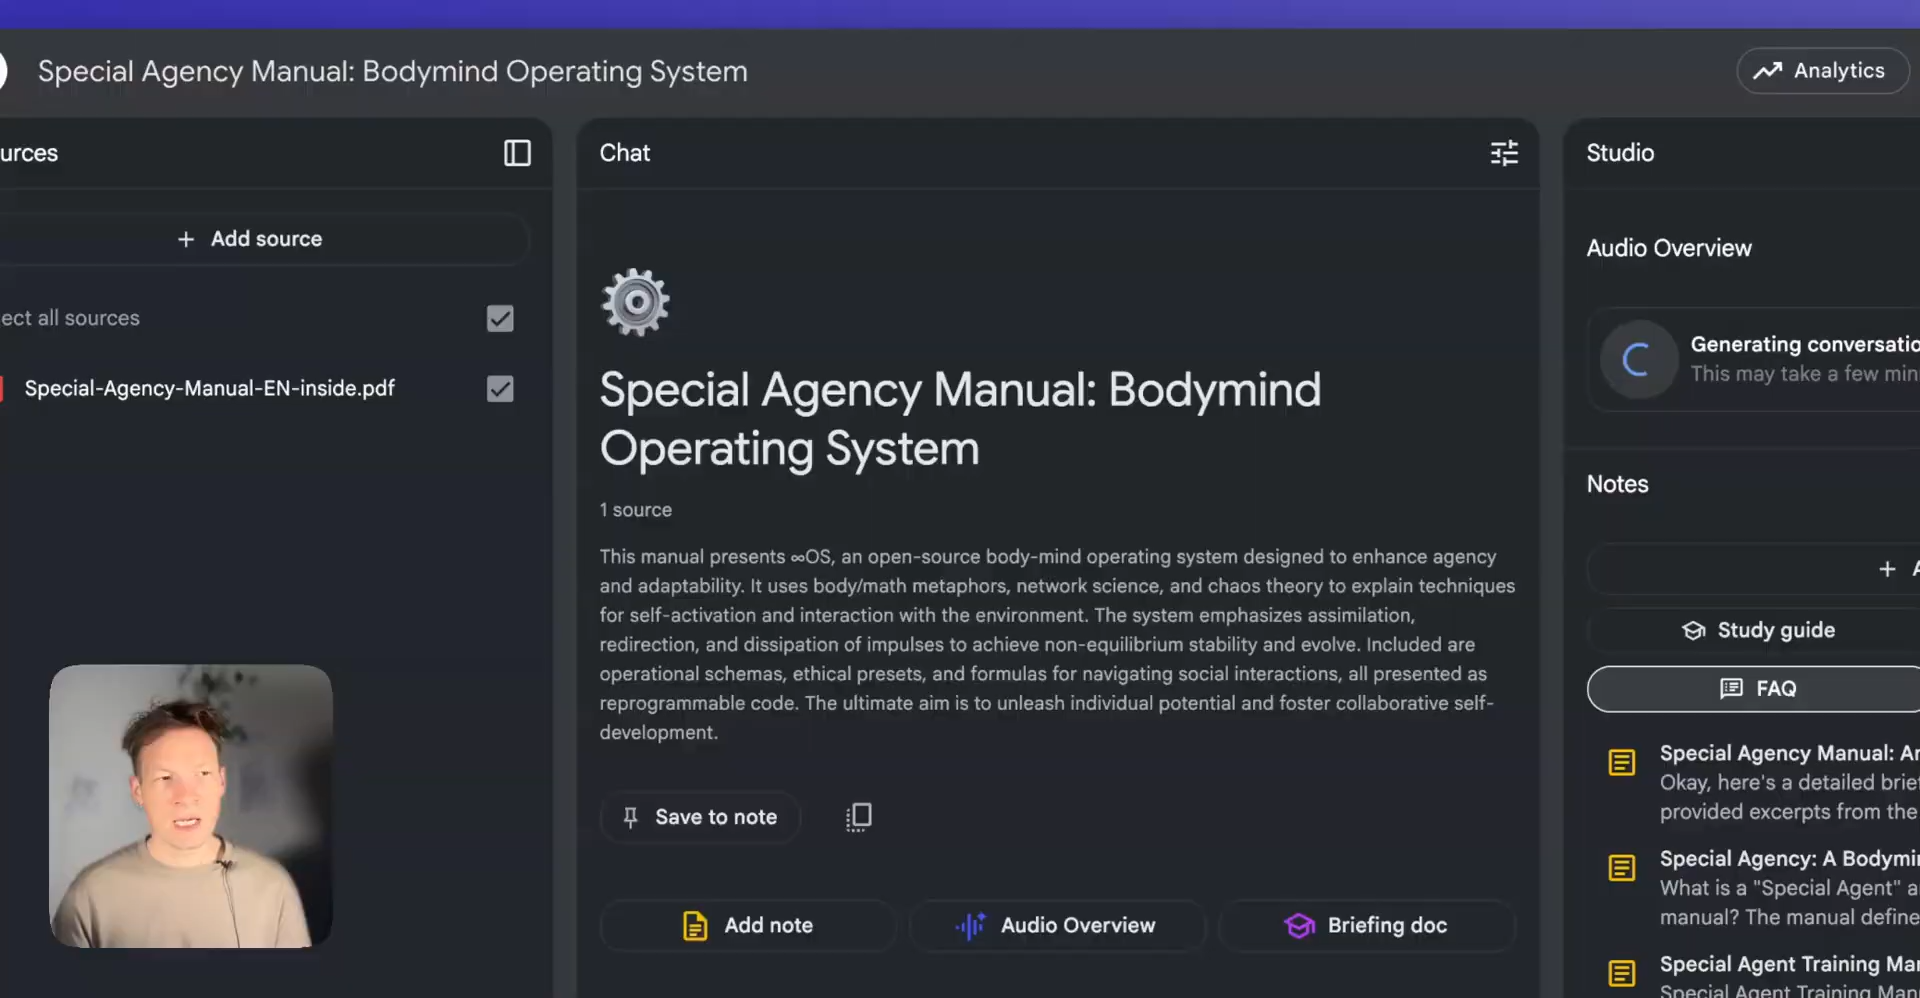 Special Agency Manual: Bodymind Operating System
Analytics
urces
Add source
ect all sources
Special-Agency-Manual-EN-inside.pdf
Chat
Special Agency Manual: Bodymind
Operating System
1 source
This manual presents ∞OS, an open-source body-mind operating system designed to enhance agency
and adaptability. It uses body/math metaphors, network science, and chaos theory to explain techniques
for self-activation and interaction with the environment. The system emphasizes assimilation,
redirection, and dissipation of impulses to achieve non-equilibrium stability and evolve. Included are
operational schemas, ethical presets, and formulas for navigating social interactions, all presented as
reprogrammable code. The ultimate aim is to unleash individual potential and foster collaborative self-
development.
Save to note
Add note
Audio Overview
Briefing doc
Studio
Audio Overview
Generating conversatio
This may take a few min
Notes
Study guide
FAQ
Special Agency Manual: An
Okay, here's a detailed brief
provided excerpts from the
Special Agency: A Bodymin
What is a "Special Agent" a
manual? The manual define
Special Agent Training Man
Special Agent Training Man